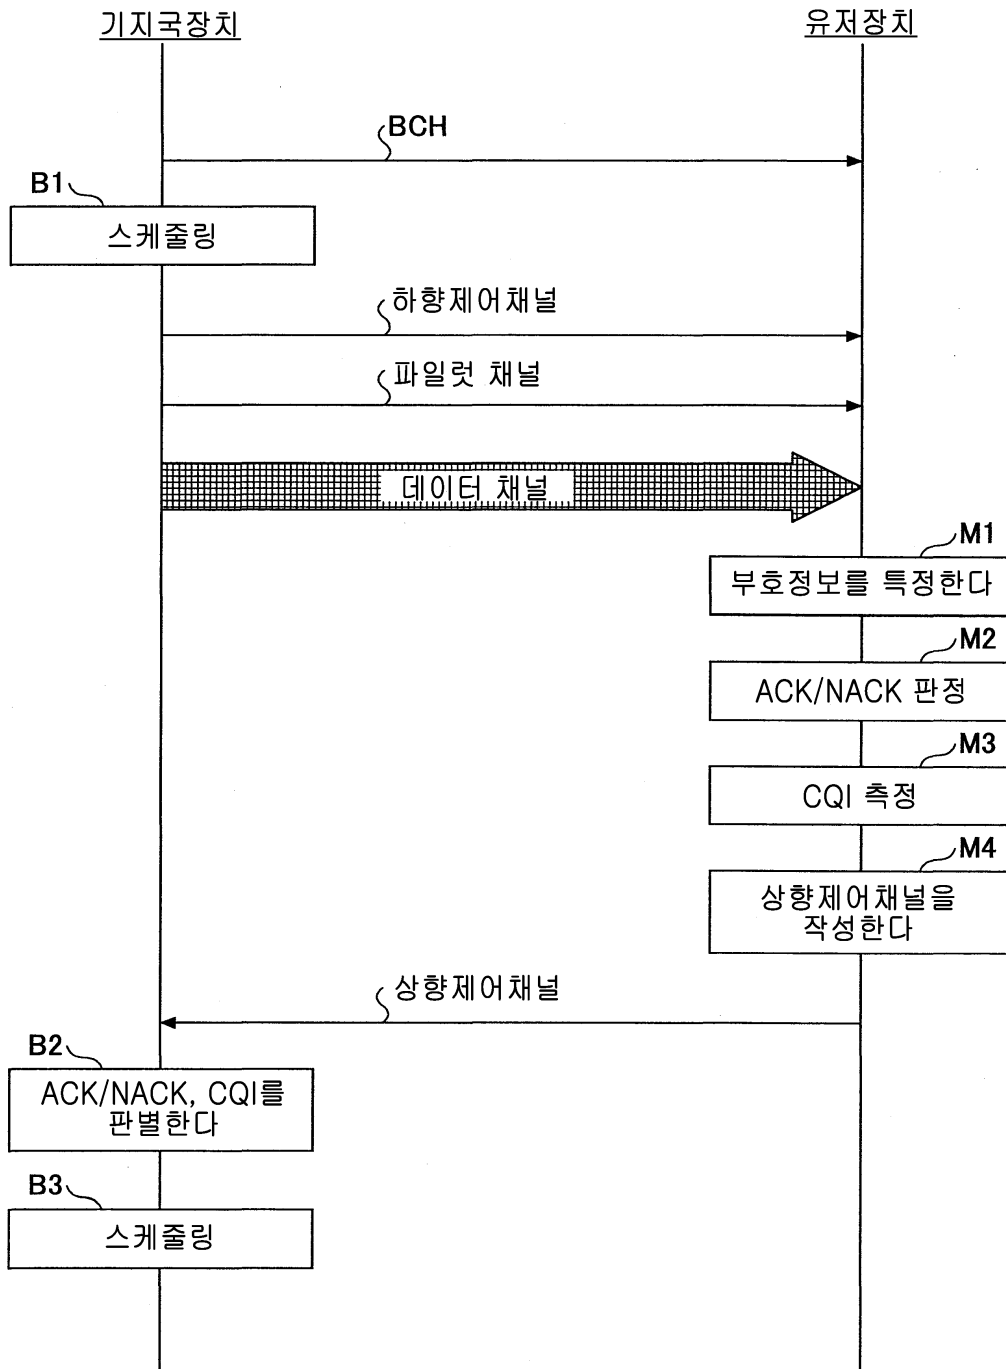 기지국장치
유저장치
BCH
B1
스케줄링
하향제어채널
파일럿 채널
데이터 채널
M1
부호정보를 특정한다
M2
ACK/NACK 판정
M3
CQI 측정
M4
상향제어채널을
작성한다
상향제어채널
B2
ACK/NACK, CQI를
판별한다
B3
스케줄링